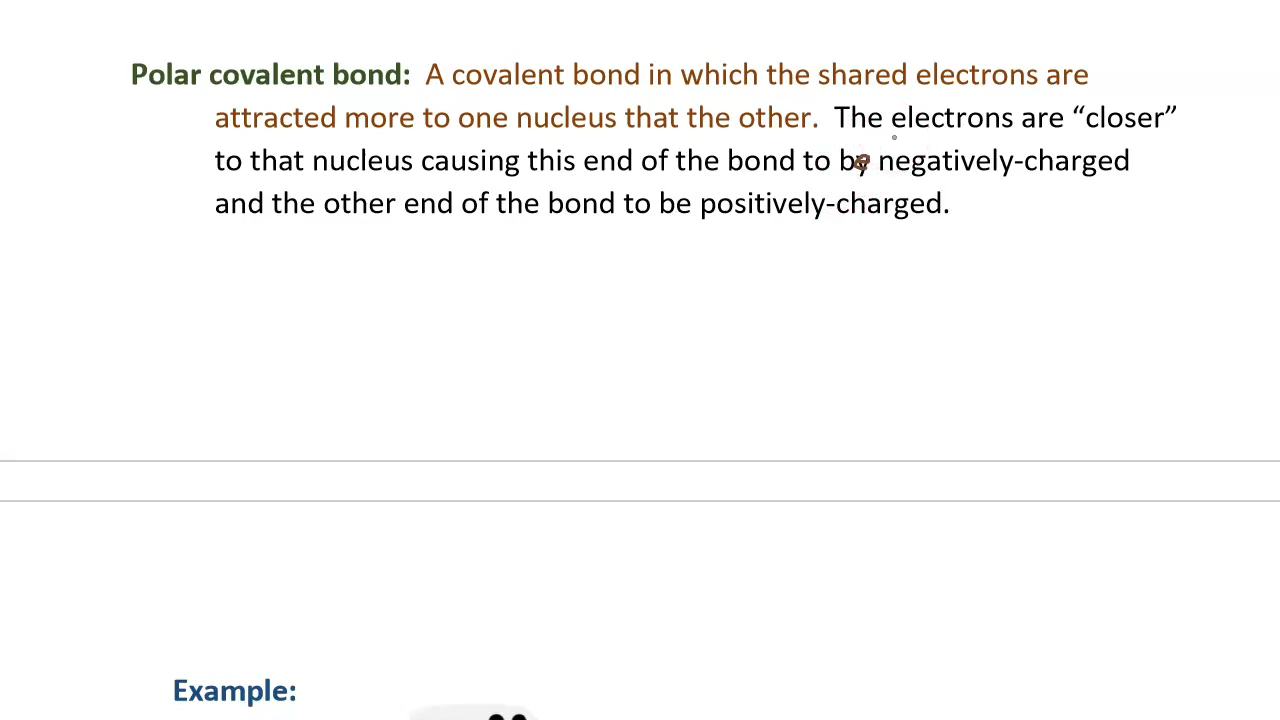 Polar covalent bond: A covalent bond in which the shared electrons are
attracted more to one nucleus that the other. The electrons are “closer”
to that nucleus causing this end of the bond to be negatively-charged
and the other end of the bond to be positively-charged.
Example: